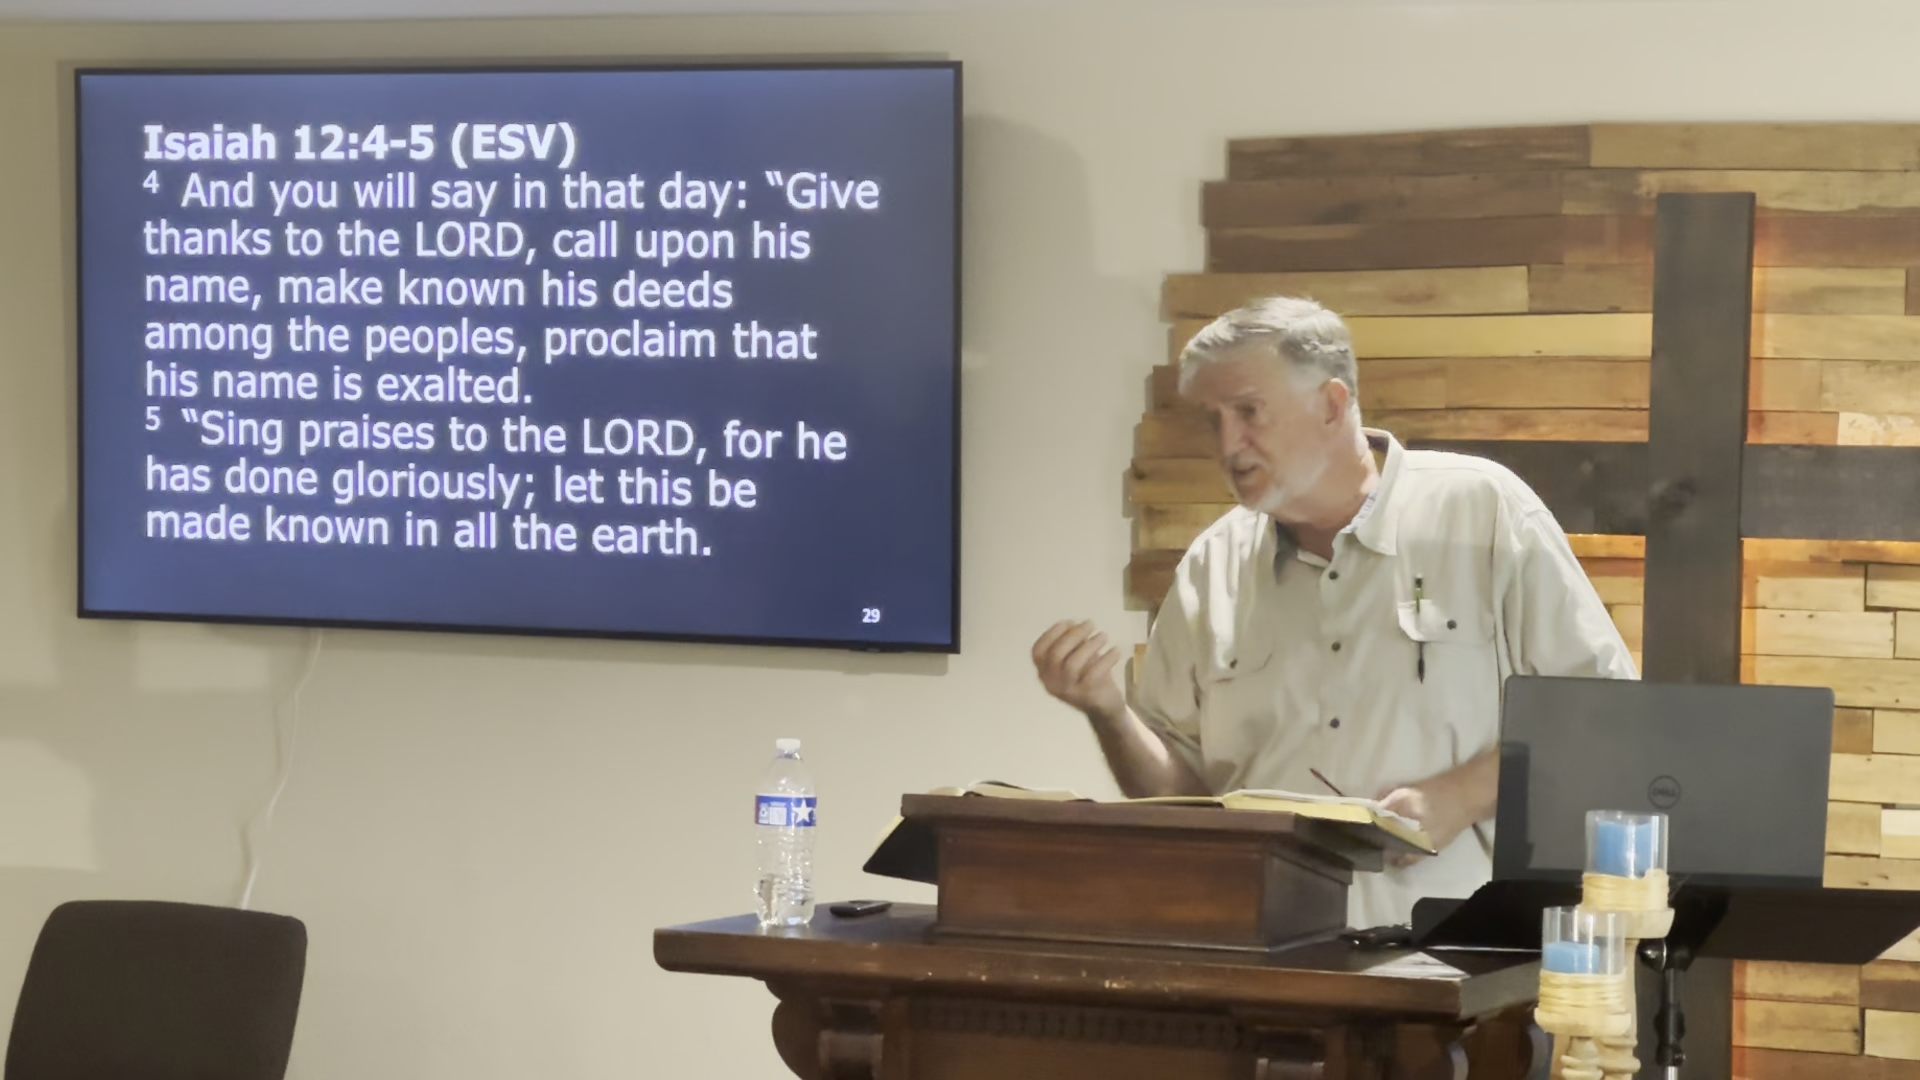 Isaiah 12:4-5 (ESV)
4 And you will say in that day: “Give
thanks to the LORD, call upon his
name, make known his deeds
among the peoples, proclaim that
his name is exalted.
5 “Sing praises to the LORD, for he
has done gloriously; let this be
made known in all the earth.
29
DELL